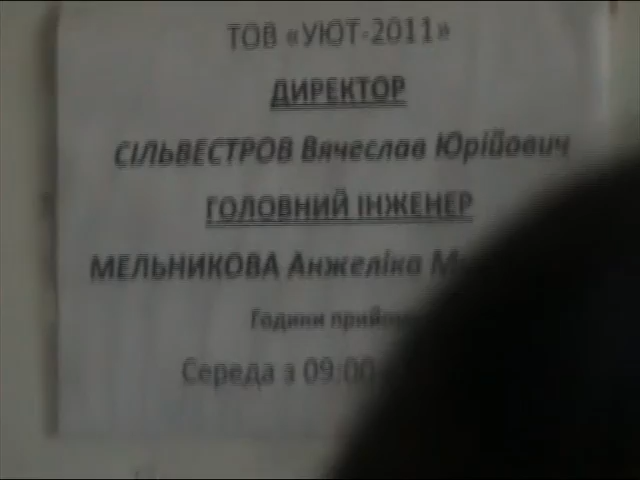 ТОВ «УЮТ-2011»
ДИРЕКТОР
СІЛЬВЕСТРОВ Вячеслав Юрійович
ГОЛОВНИЙ ІНЖЕНЕР
МЕЛЬНИКОВА Анжеліка
Години
Середа з 09:00